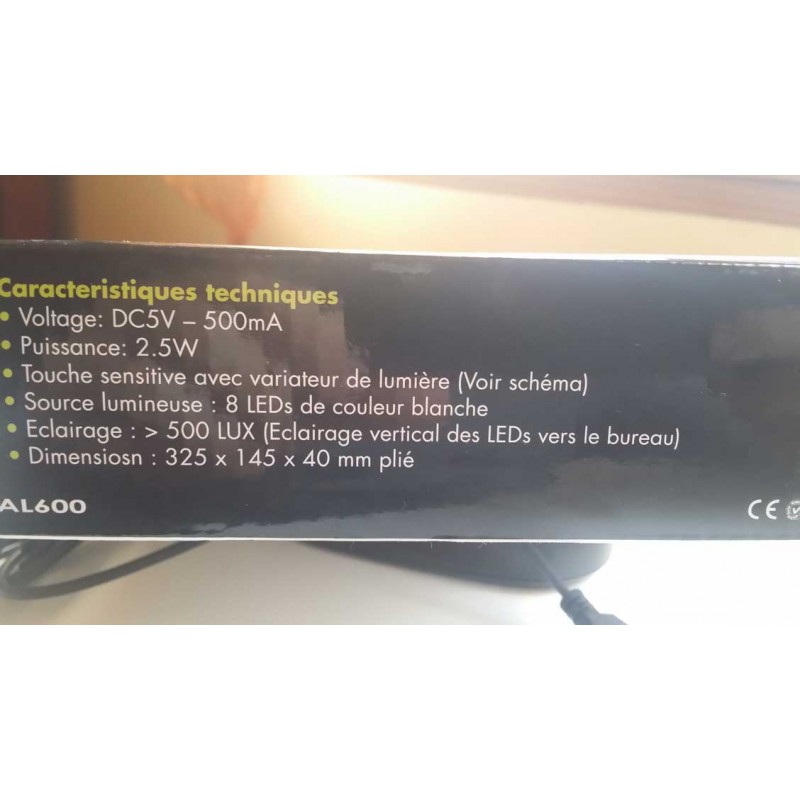 Caracteristiques techniques
• Voltage: DC5V – 500mA
• Puissance: 2.5W
• Touche sensitive avec variateur de lumière (Voir schéma)
• Source lumineuse : 8 LEDs de couleur blanche
• Eclairage : > 500 LUX (Eclairage vertical des LEDs vers le bureau)
• Dimensiosn : 325 x 145 x 40 mm plié
AL600
CE